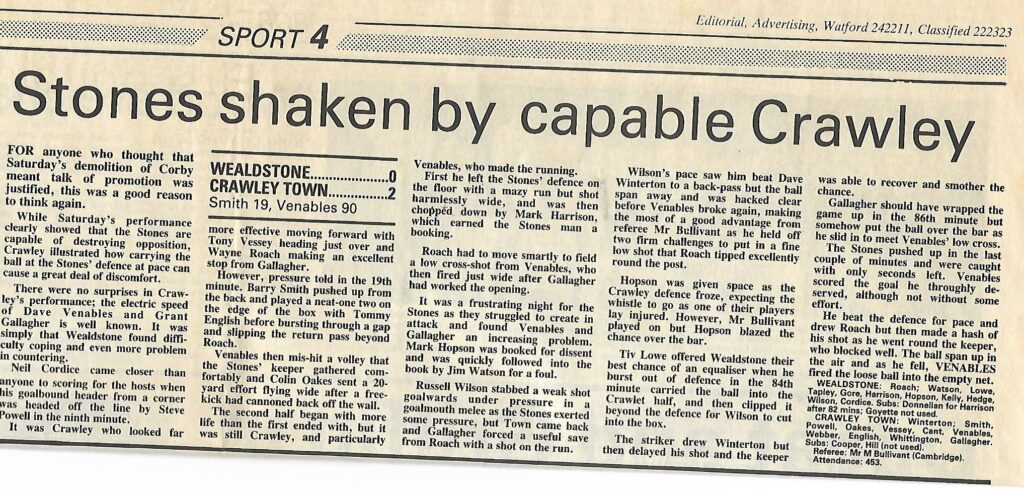 Editorial, Advertising, Watford 242211, Classified 222323
SPORT 4
Stones shaken by capable Crawley
FOR anyone who thought that
Saturday's demolition of Corby
meant talk of promotion was
justified, this was a good reason
to think again.
While Saturday's performance
clearly showed that the Stones are
capable of destroying opposition,
Crawley illustrated how carrying the
ball at the Stones' defence at pace can
cause a great deal of discomfort.
There were no surprises in Craw-
ley's performance; the electric speed
of Dave Venables and Grant
Gallagher is well known. It was
simply that Wealdstone found diffi-
culty coping and even more problem
in countering.
Neil Cordice came closer than
anyone to scoring for the hosts when
his goalbound header from a corner
was headed off the line by Steve
Powell in the ninth minute.
It was Crawley who looked far
WEALDSTONE..............0
CRAWLEY TOWN............2
Smith 19, Venables 90
more effective moving forward with
Tony Vessey heading just over and
Wayne Roach making an excellent
stop from Gallagher.
However, pressure told in the 19th
minute. Barry Smith pushed up from
the back and played a neat-one two on
the edge of the box with Tommy
English before bursting through a gap
and slipping the return pass beyond
Roach.
Venables then mis-hit a volley that
the Stones' keeper gathered com-
fortably and Colin Oakes sent a 20-
yard effort flying wide after a free-
kick had cannoned back off the wall.
The second half began with more
life than the first ended with, but it
was still Crawley, and particularly
Venables, who made the running.
First he left the Stones' defence on
the floor with a mazy run but shot
harmlessly wide, and was then
chopped down by Mark Harrison,
which earned the Stones man a
booking.
Roach had to move smartly to field
a low cross-shot from Venables, who
then fired just wide after Gallagher
had worked the opening.
It was a frustrating night for the
Stones as they struggled to create in
attack and found Venables and
Gallagher an increasing problem.
Mark Hopson was booked for dissent
and was quickly followed into the
book by Jim Watson for a foul.
Russell Wilson stabbed a weak shot
goalwards under pressure in a
goalmouth melee as the Stones exerted
some pressure, but Town came back
and Gallagher forced a useful save
from Roach with a shot on the run.
Wilson's pace saw him beat Dave
Winterton to a back-pass but the ball
span away and was hacked clear
before Venables broke again, making
the most of a good advantage from
referee Mr Bullivant as he held off
two firm challenges to put in a fine
low shot that Roach tipped excellently
round the post.
Hopson was given space as the
Crawley defence froze, expecting the
whistle to go as one of their players
lay injured. However, Mr Bullivant
played on but Hopson blazed the
chance over the bar.
Tiv Lowe offered Wealdstone their
best chance of an equaliser when he
burst out of defence in the 84th
minute carried the ball into the
Crawlet half, and then clipped it
beyond the defence for Wilson to cut
into the box.
The striker drew Winterton but
then delayed his shot and the keeper
was able to recover and smother the
chance.
Gallagher should have wrapped the
game up in the 86th minute but
somehow put the ball over the bar as
he slid in to meet Venables' low cross.
The Stones pushed up in the last
couple of minutes and were caught
with only seconds left. Venables
scored the goal he throughly de-
served, although not without some
effort.
He beat the defence for pace and
drew Roach but then made a hash of
his shot as he went round the keeper,
who blocked well. The ball span up in
the air and as it fell, VENABLES
fired the loose ball into the empty net.
WEALDSTONE: Roach; Watson, Lowe,
Tapley, Gore, Harrison, Hopson, Kelly, Hedge,
Wilson, Cordice. Subs: Donnellan for Harrison
after 82 mins; Goyette not used.
CRAWLEY TOWN: Winterton; Smith,
Powell, Oakes, Vessey, Cant, Venables,
Webber, English, Whittington, Gallagher.
Subs: Cooper, Hill (not used).
Referee: Mr M Bullivant (Cambridge).
Attendance: 453.